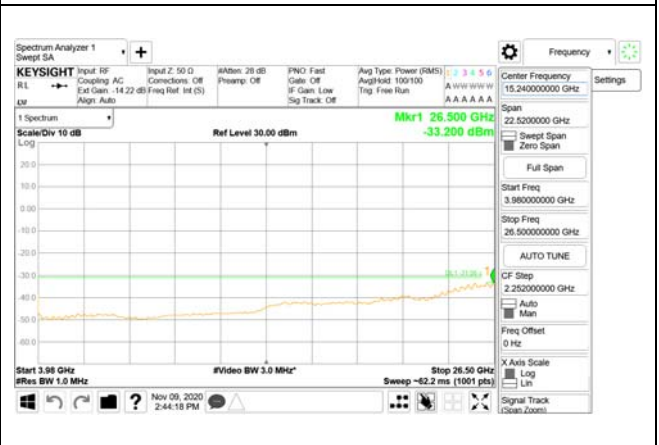 Spectrum Analyzer 1
Swept SA
Frequency
KEYSIGHT
RL
Input: RF
Coupling: AC
Ext Gain: -14.22 dB
Align: Auto
Input Z: 50 Ω
Corrections: Off
Freq Ref: Int (S)
#Atten: 28 dB
Preamp: Off
PNO: Fast
Gate: Off
IF Gain: Low
Sig Track: Off
Avg Type: Power (RMS)
Avg|Hold: 100/100
Trig: Free Run
1 2 3 4 5 6
A W W W W W
A A A A A A
1 Spectrum
Scale/Div 10 dB
Log
Ref Level 30.00 dBm
Mkr1 26.500 GHz
-33.200 dBm
20.0
10.0
0.00
-10.0
-20.0
-30.0
-40.0
-50.0
-60.0
1
Start 3.98 GHz
#Res BW 1.0 MHz
#Video BW 3.0 MHz*
Stop 26.50 GHz
Sweep ~62.2 ms (1001 pts)
Nov 09, 2020
2:44:18 PM
Center Frequency
15.240000000 GHz
Settings
Span
22.5200000 GHz
Swept Span
Zero Span
Full Span
Start Freq
3.980000000 GHz
Stop Freq
26.500000000 GHz
AUTO TUNE
CF Step
2.252000000 GHz
Auto
Man
Freq Offset
0 Hz
X Axis Scale
Log
Lin
Signal Track
(Span Zoom)